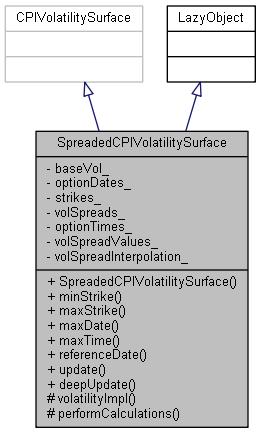 CPIVolatilitySurface
LazyObject
SpreadedCPIVolatilitySurface
- baseVol_
- optionDates_
- strikes_
- volSpreads_
- optionTimes_
- volSpreadValues_
- volSpreadInterpolation_
+ SpreadedCPIVolatilitySurface()
+ minStrike()
+ maxStrike()
+ maxDate()
+ maxTime()
+ referenceDate()
+ update()
+ deepUpdate()
# volatilityImpl()
# performCalculations()